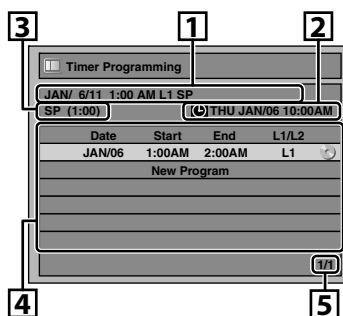 3 1 2
Timer Programming
JAN/ 6/11 1:00 AM L1 SP
SP (1:00) THU JAN/06 10:00AM
Date Start End L1/L2
JAN/06 1:00AM 2:00AM L1
New Program
1/1
4 5